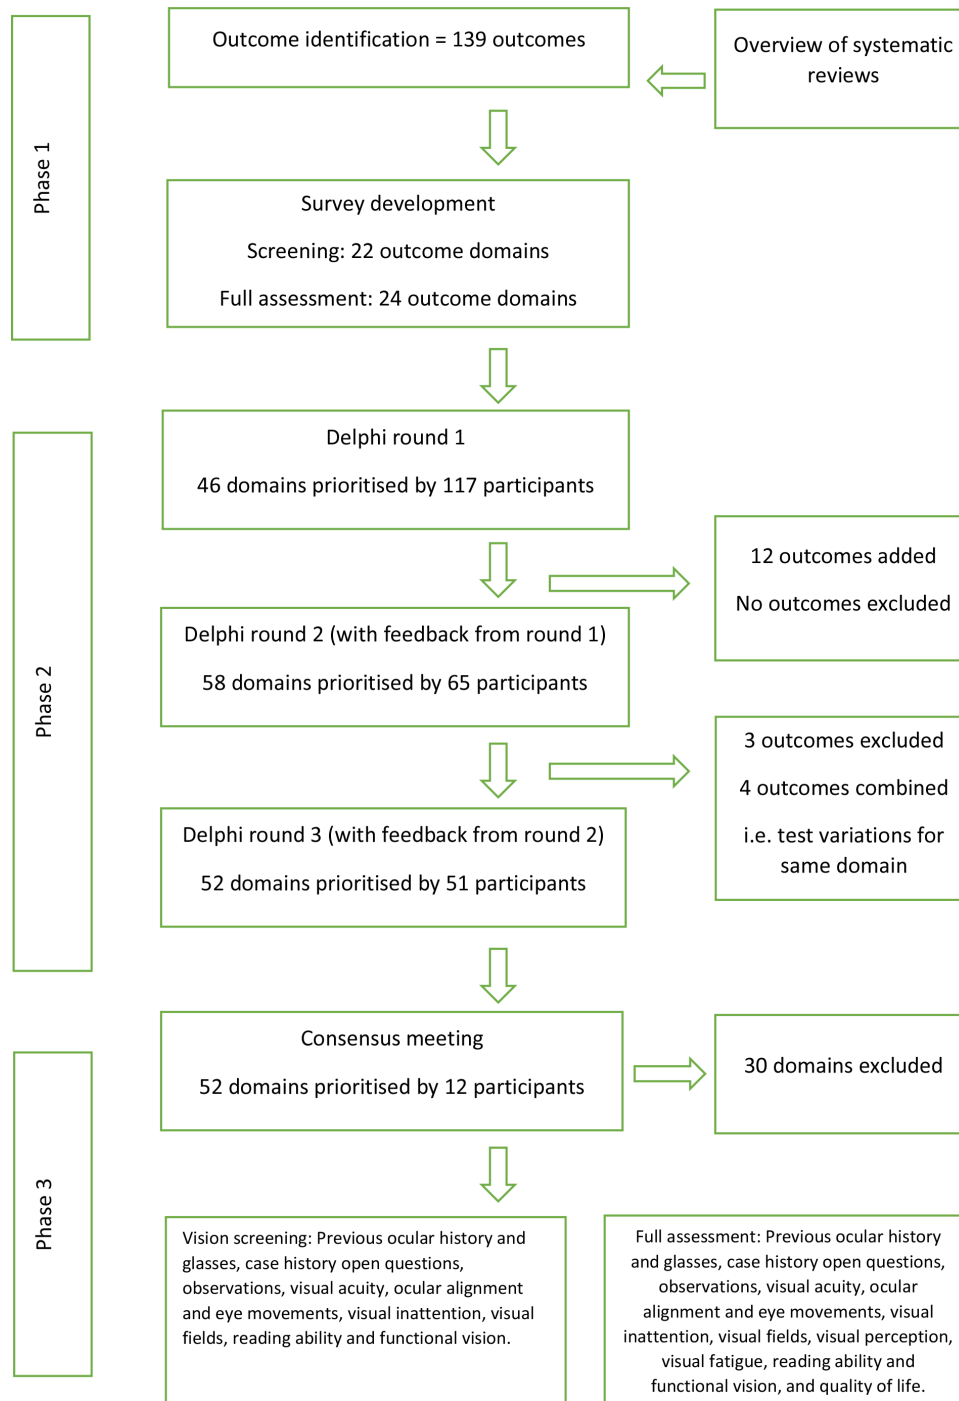 Phase 1
Outcome identification = 139 outcomes
Overview of systematic
reviews
Survey development
Screening: 22 outcome domains
Full assessment: 24 outcome domains
Phase 2
Delphi round 1
46 domains prioritised by 117 participants
12 outcomes added
No outcomes excluded
Delphi round 2 (with feedback from round 1)
58 domains prioritised by 65 participants
3 outcomes excluded
4 outcomes combined
i.e. test variations for
same domain
Delphi round 3 (with feedback from round 2)
52 domains prioritised by 51 participants
Phase 3
Consensus meeting
52 domains prioritised by 12 participants
30 domains excluded
Vision screening: Previous ocular history and
glasses, case history open questions,
observations, visual acuity, ocular alignment
and eye movements, visual inattention, visual
fields, reading ability and functional vision.
Full assessment: Previous ocular history
and glasses, case history open questions,
observations, visual acuity, ocular
alignment and eye movements, visual
inattention, visual fields, visual perception,
visual fatigue, reading ability and
functional vision, and quality of life.